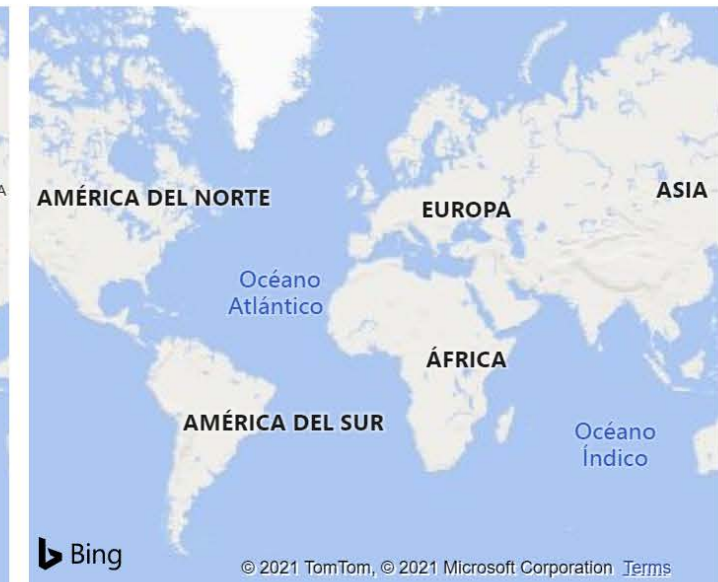 A
AMÉRICA DEL NORTE
EUROPA
ASIA
Océano
Atlántico
ÁFRICA
AMÉRICA DEL SUR
Océano
Índico
Bing
© 2021 TomTom, © 2021 Microsoft Corporation Terms